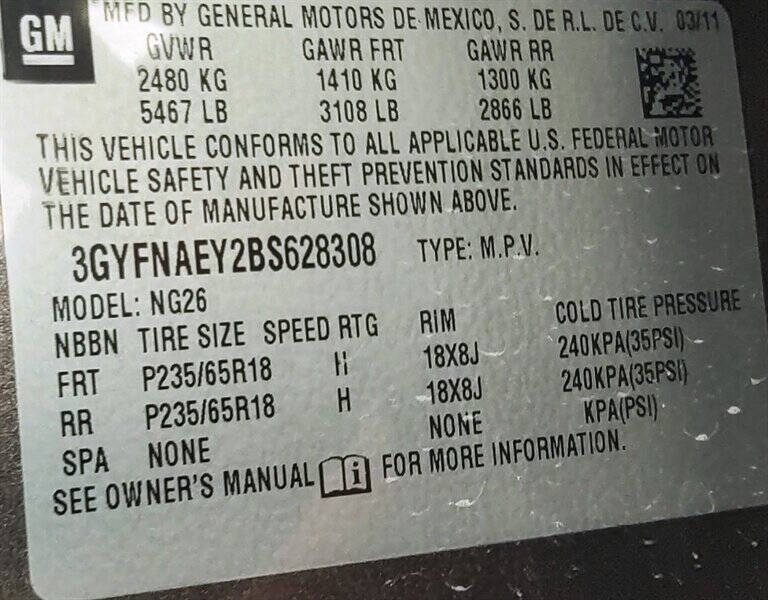 GM
MFD BY GENERAL MOTORS DE MEXICO, S. DE R.L. DE C.V. 03/11
GVWR GAWR FRT GAWR RR
2480 KG 1410 KG 1300 KG
5467 LB 3108 LB 2866 LB
THIS VEHICLE CONFORMS TO ALL APPLICABLE U.S. FEDERAL MOTOR
VEHICLE SAFETY AND THEFT PREVENTION STANDARDS IN EFFECT ON
THE DATE OF MANUFACTURE SHOWN ABOVE.
3GYFNAEY2BS628308 TYPE: M.P.V.
MODEL: NG26
NBBN TIRE SIZE SPEED RTG RIM COLD TIRE PRESSURE
FRT P235/65R18 H 18X8J 240KPA(35PSI)
RR P235/65R18 H 18X8J 240KPA(35PSI)
SPA NONE NONE KPA(PSI)
SEE OWNER'S MANUAL i FOR MORE INFORMATION.